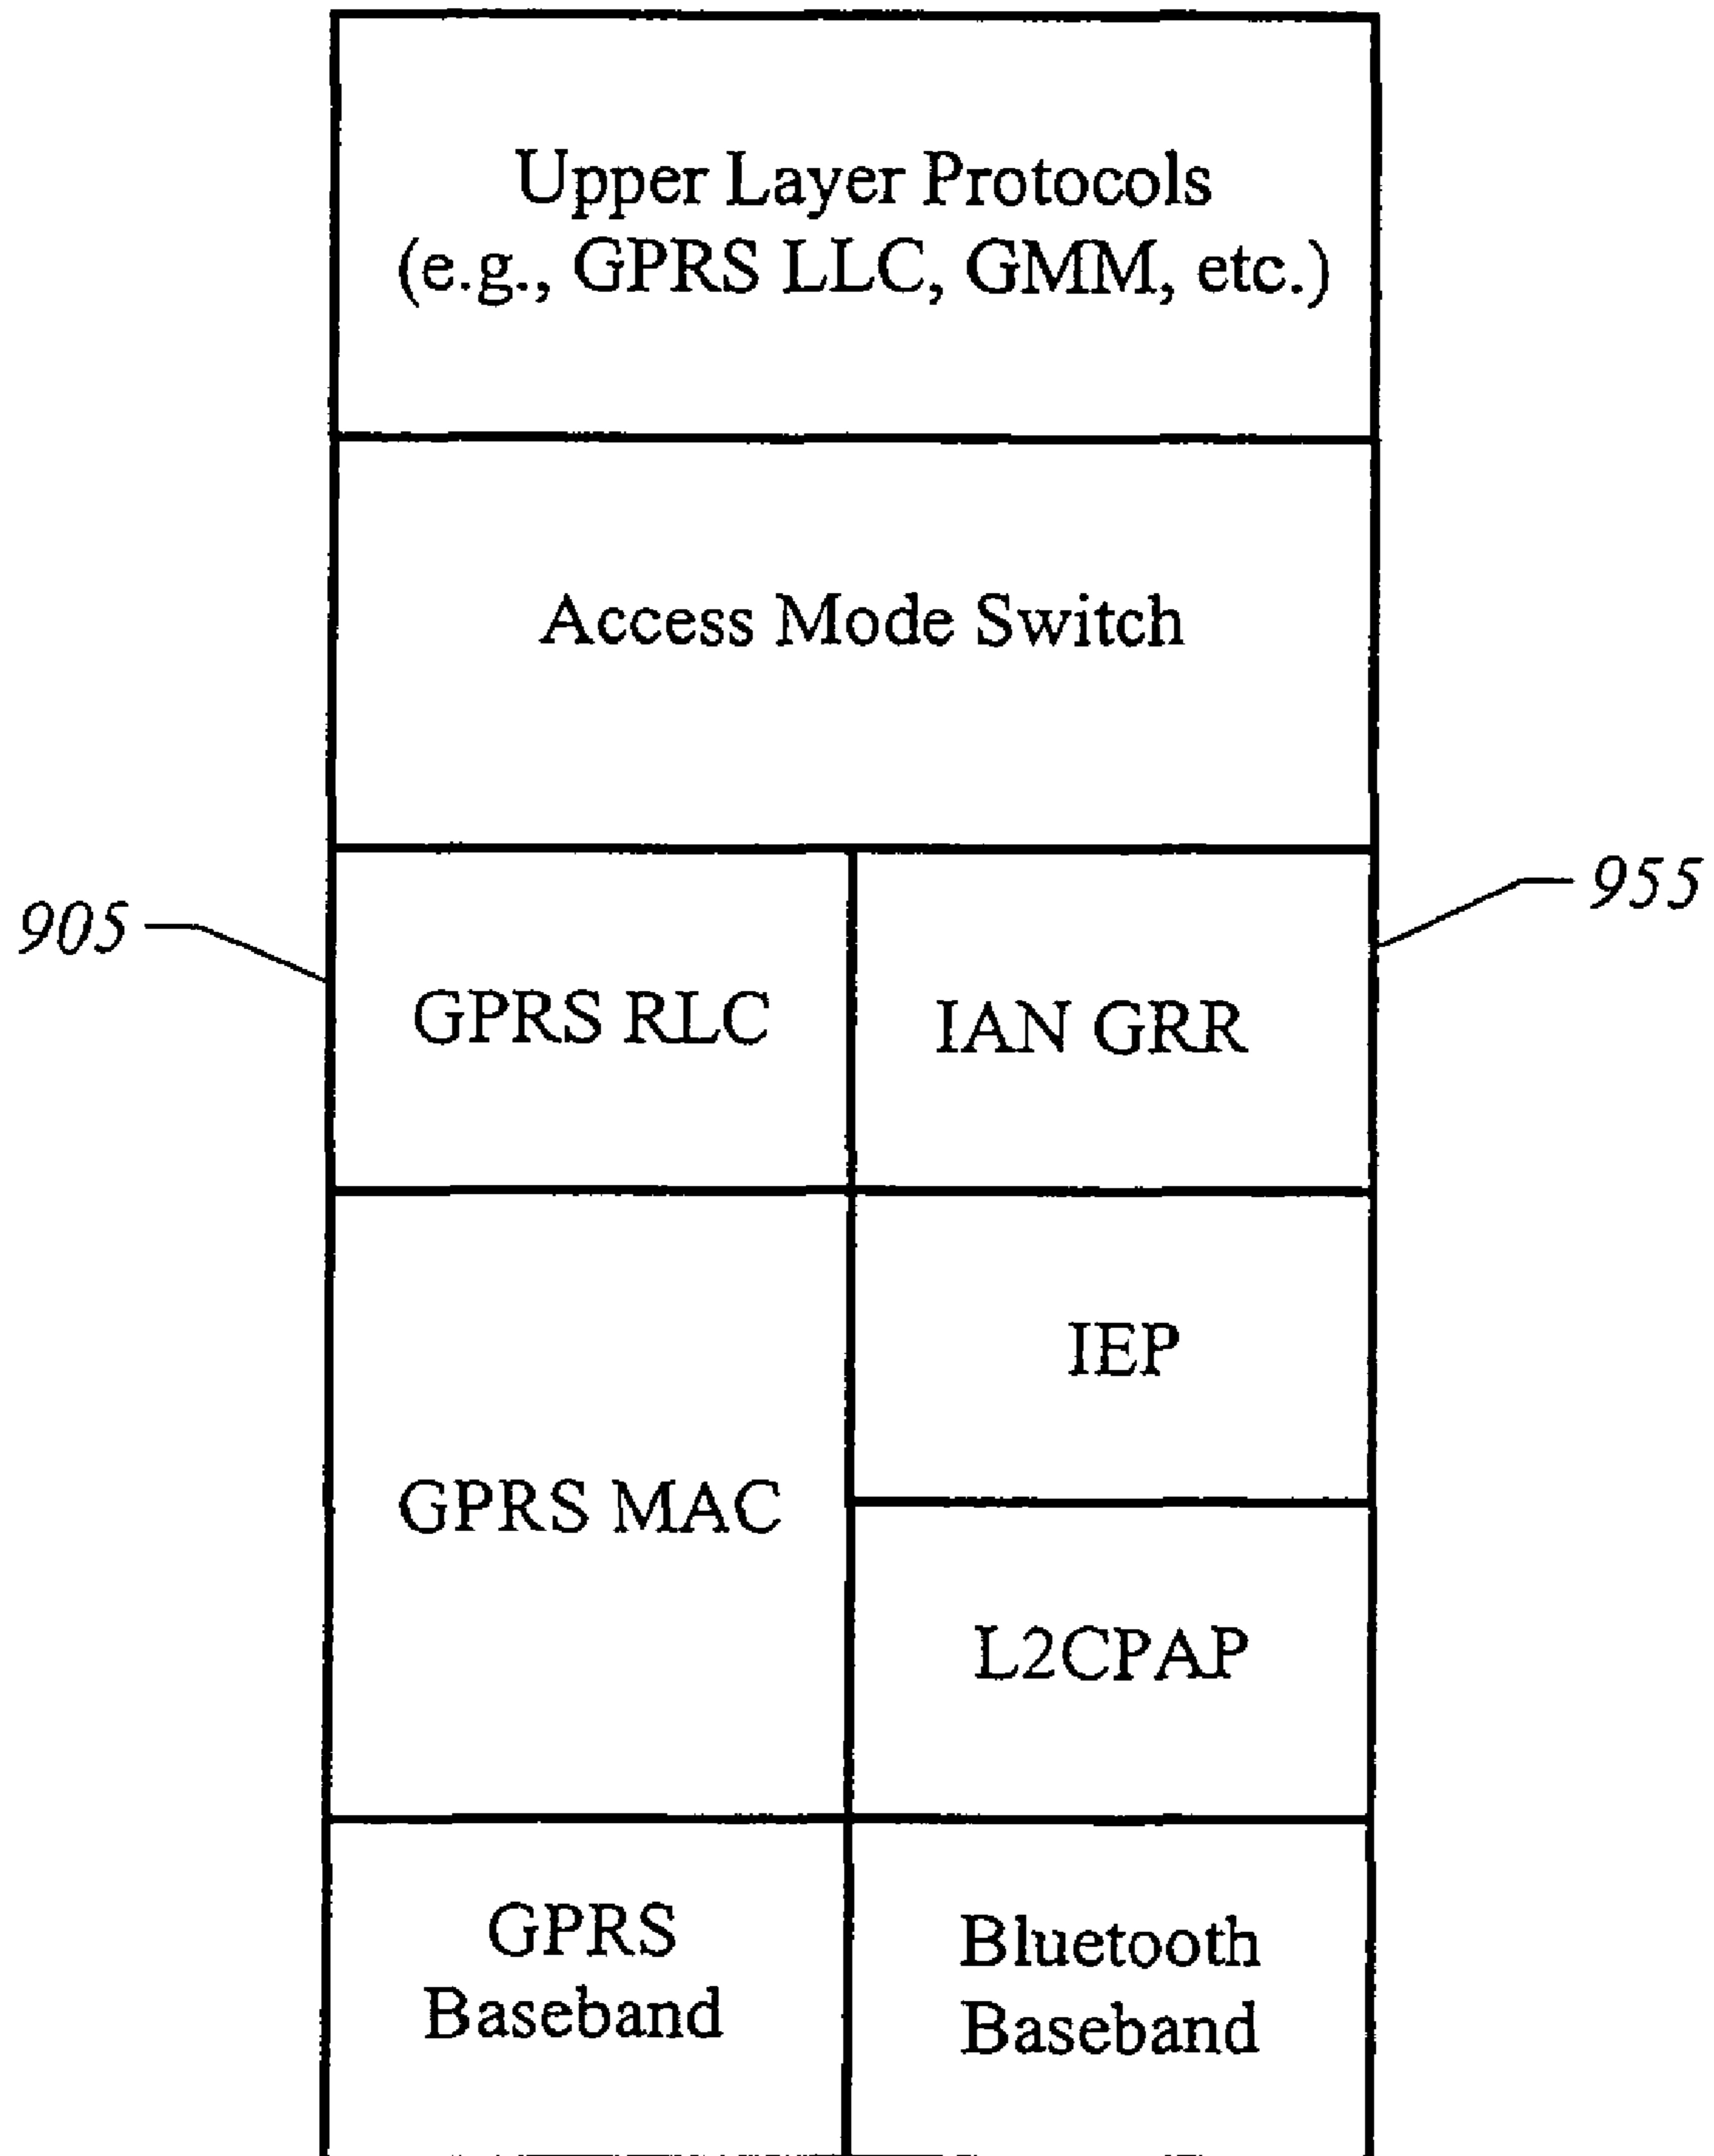 Upper Layer Protocols
(e.g., GPRS LLC, GMM, etc.)
Access Mode Switch
905
955
GPRS RLC
IAN GRR
IEP
GPRS MAC
L2CPAP
GPRS
Baseband
Bluetooth
Baseband